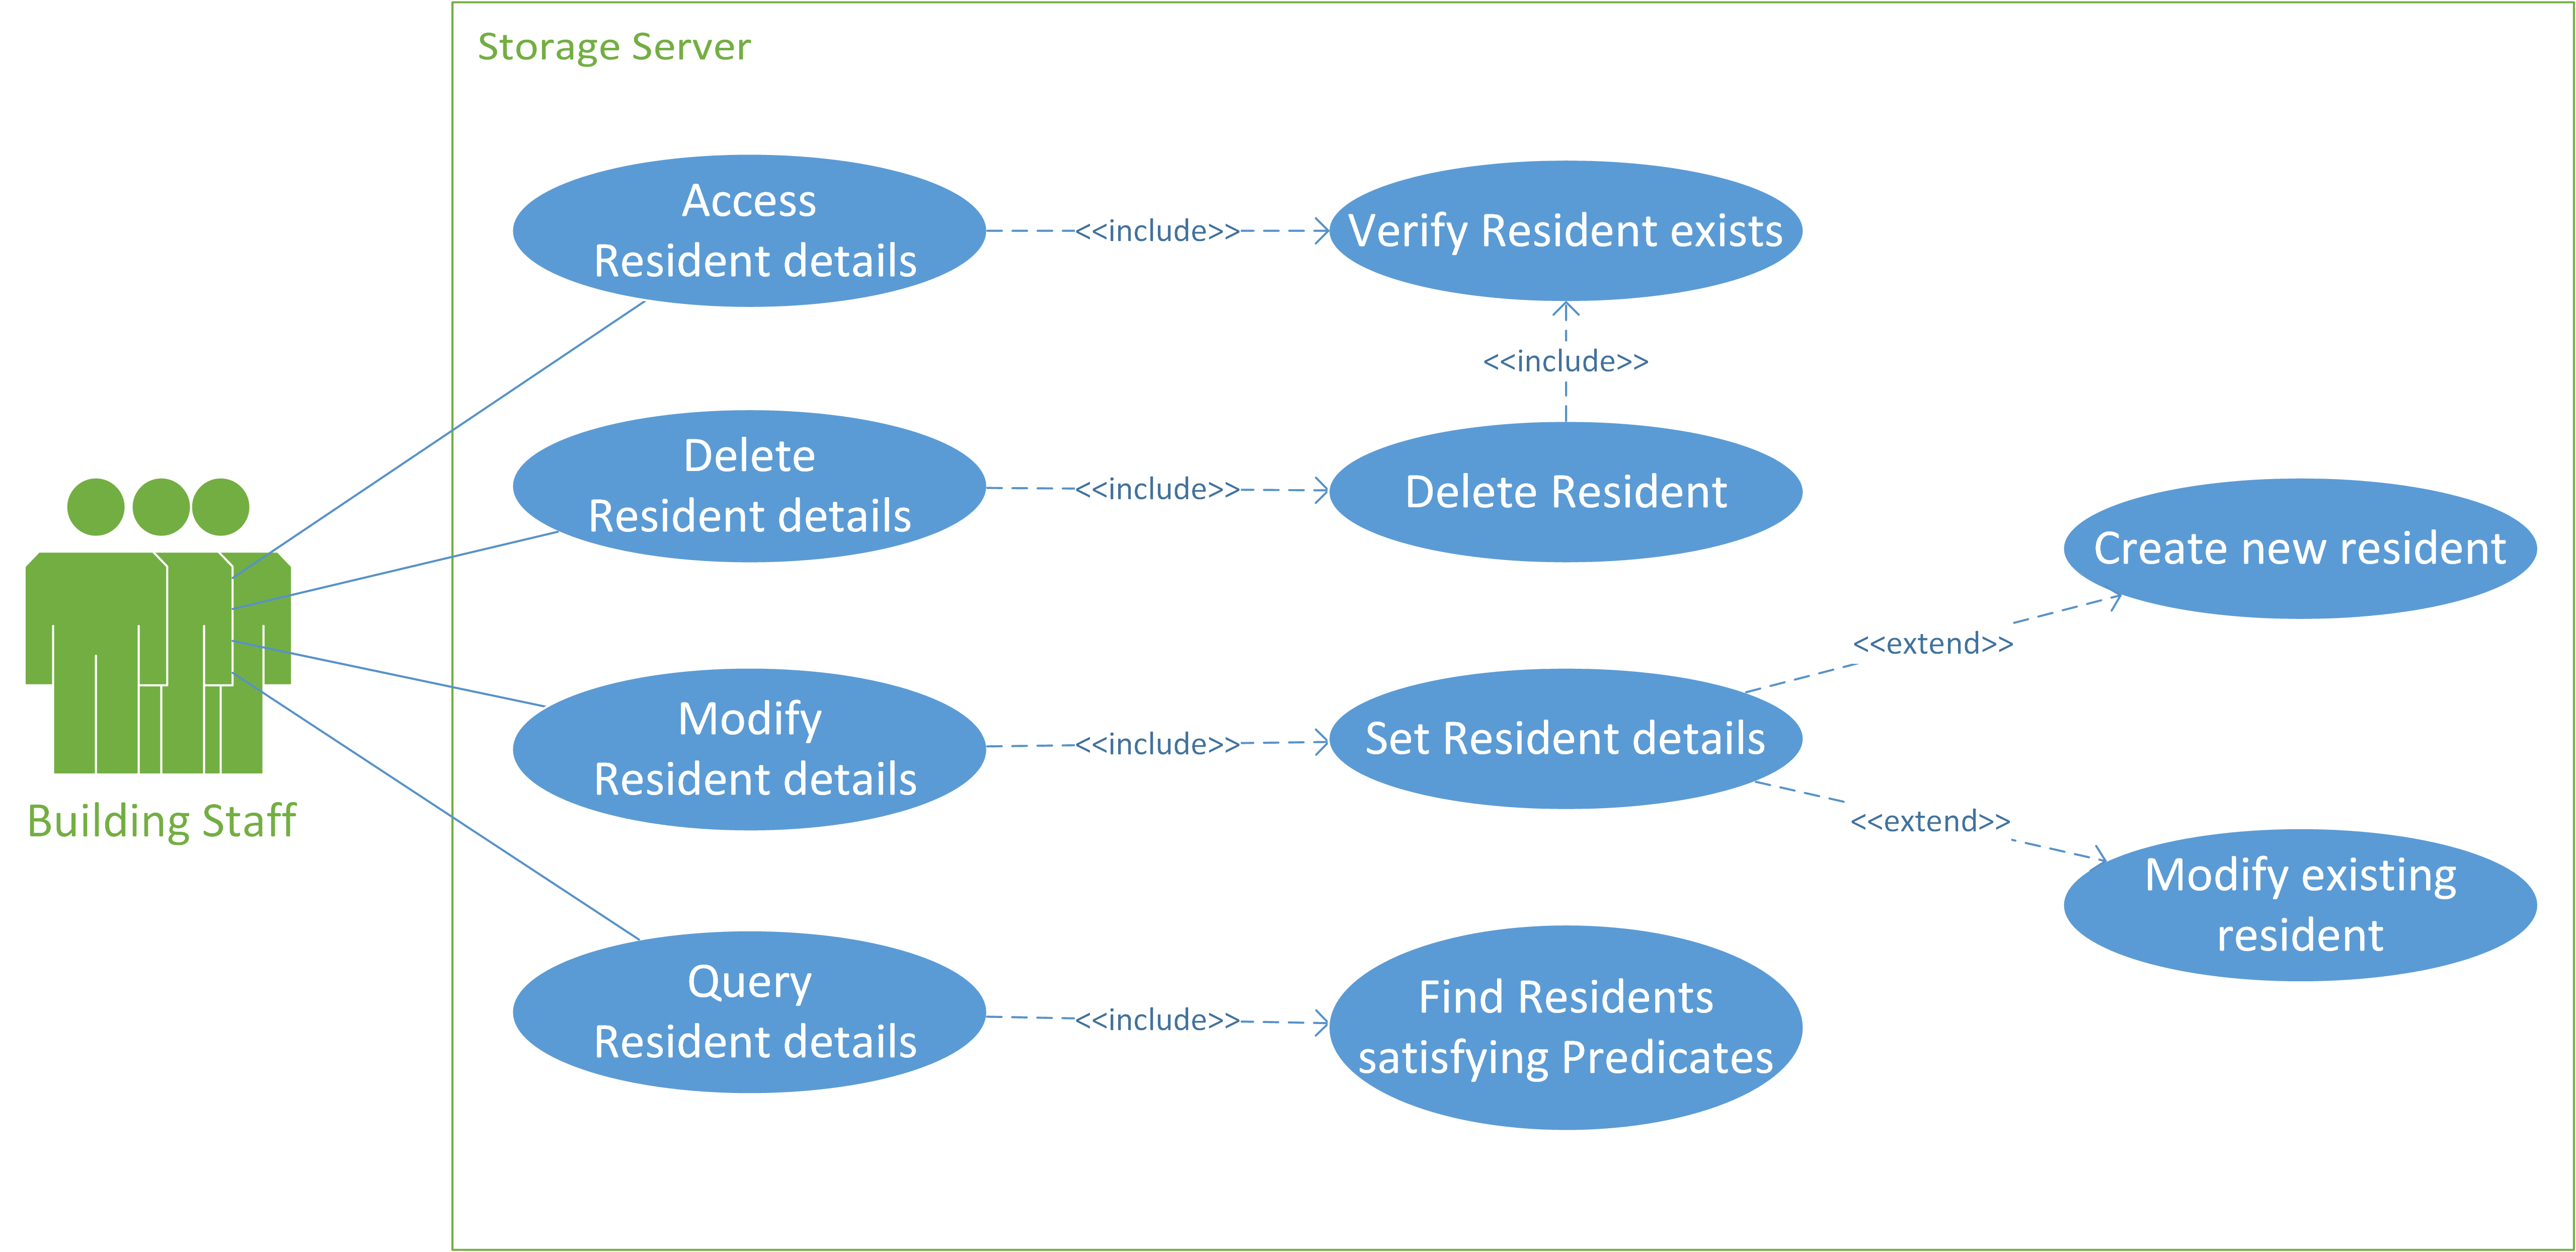 Storage Server
Access
Resident details
<<include>>
Verify Resident exists
<<include>>
Delete
Resident details
<<include>>
Delete Resident
Create new resident
<<extend>>
Modify
Resident details
<<include>>
Set Resident details
<<extend>>
Modify existing
resident
Building Staff
Query
Resident details
<<include>>
Find Residents
satisfying Predicates